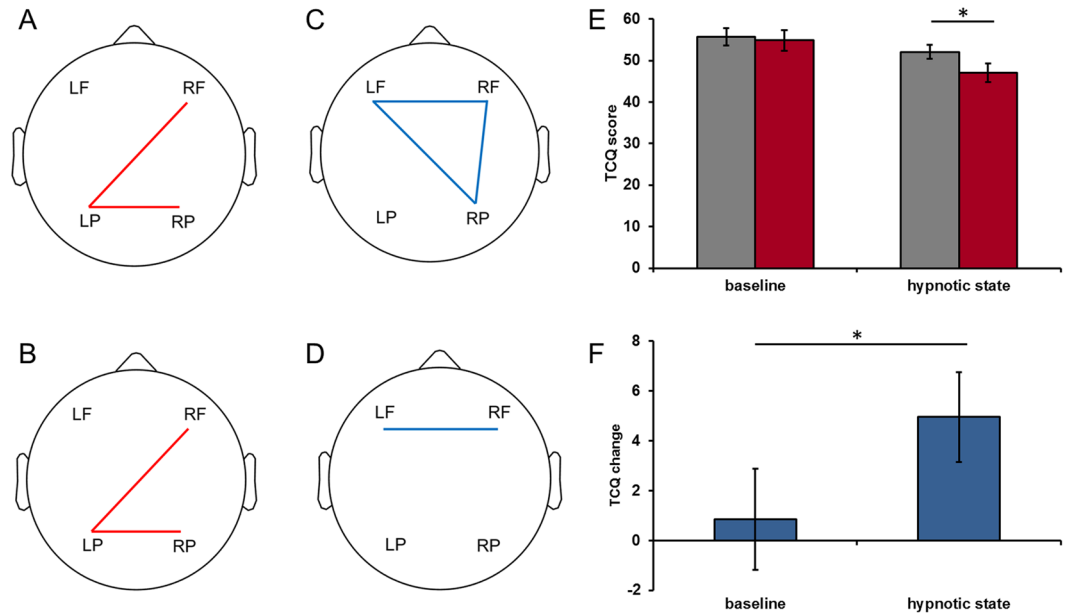 A
LF
RF
LP
RP
C
LF
RF
LP
RP
E
60
50
40
30
20
10
0
TCQ score
*
baseline
hypnotic state
B
LF
RF
LP
RP
D
LF
RF
LP
RP
F
8
6
4
2
0
-2
TCQ change
*
baseline
hypnotic state